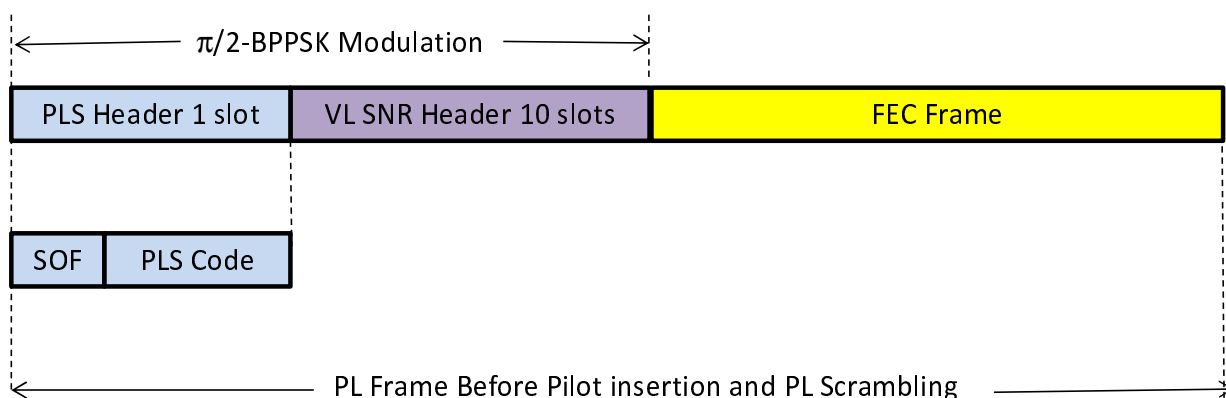 π/2-BPPSK Modulation
PLS Header 1 slot
VL SNR Header 10 slots
FEC Frame
SOF
PLS Code
PL Frame Before Pilot insertion and PL Scrambling